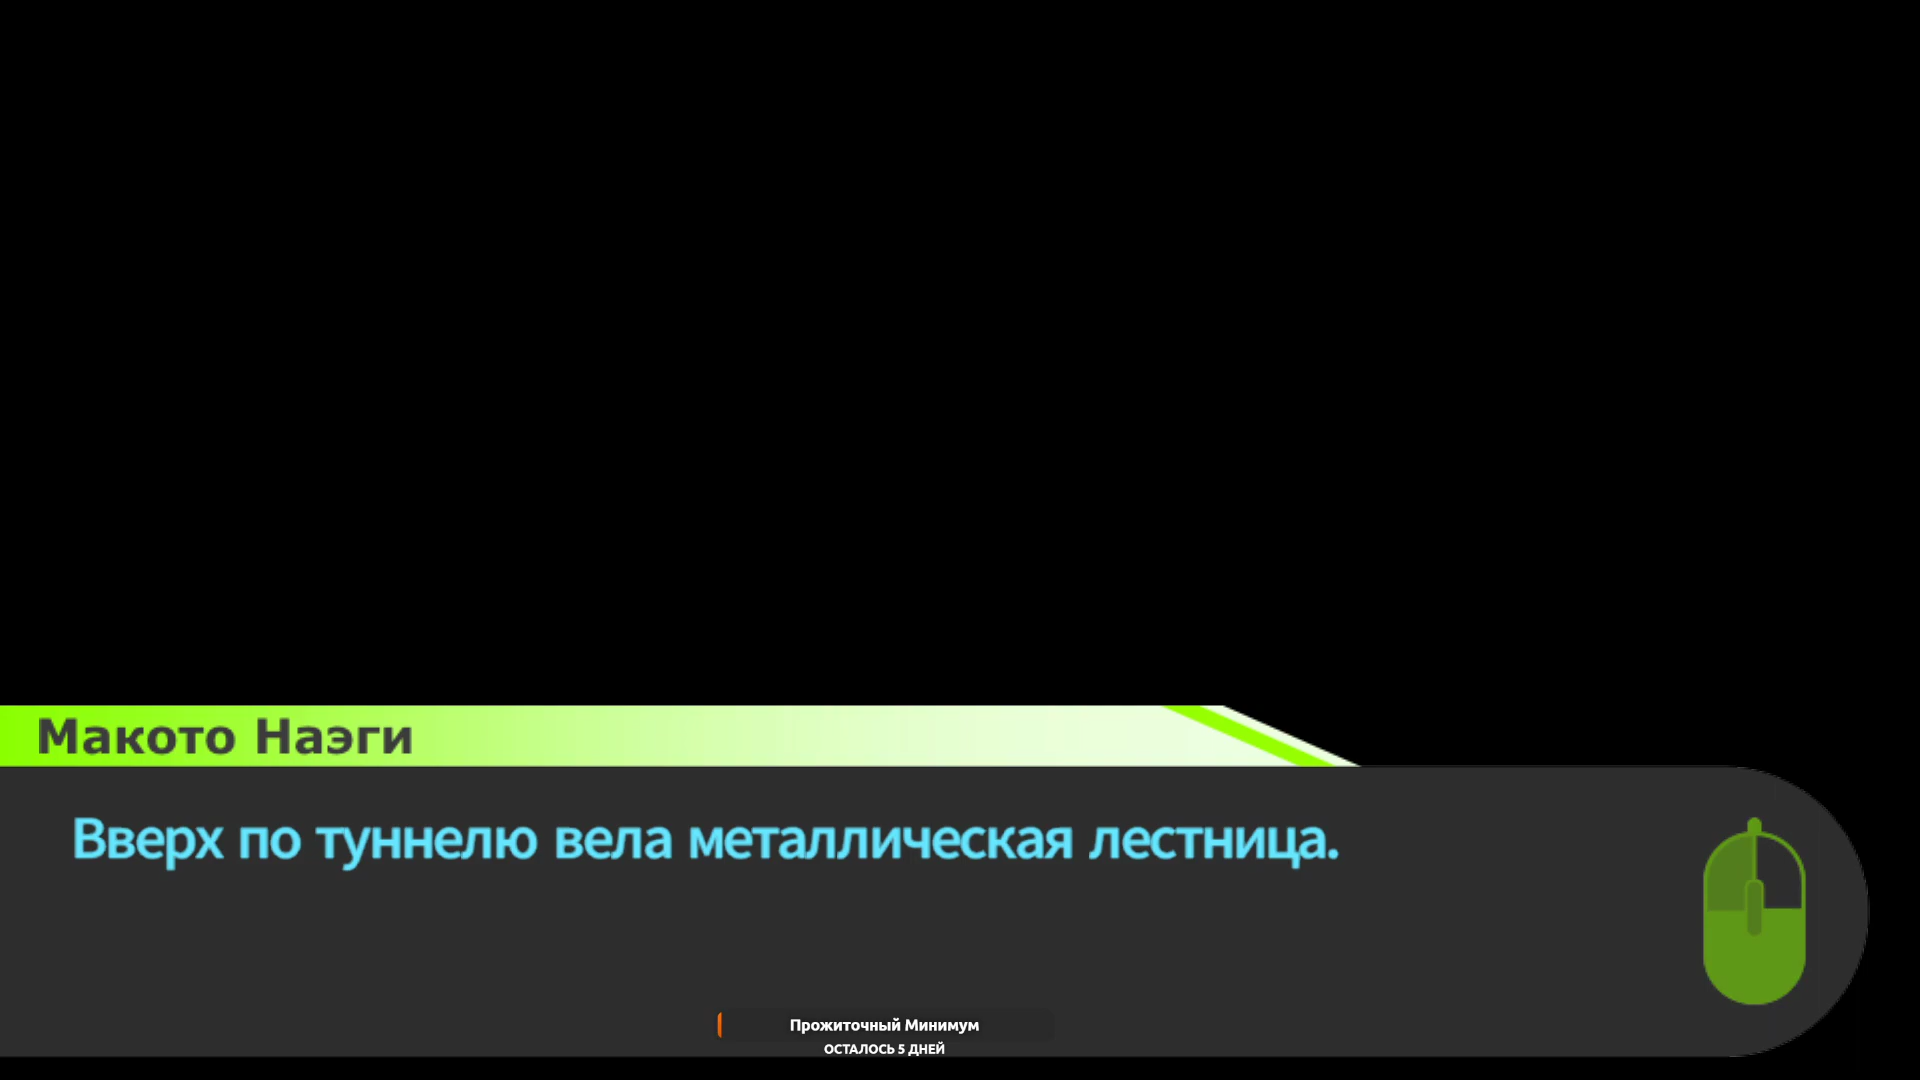 Макото Наэги
Вверх по туннелю вела металлическая лестница.
Прожиточный Минимум
ОСТАЛОСЬ 5 ДНЕЙ